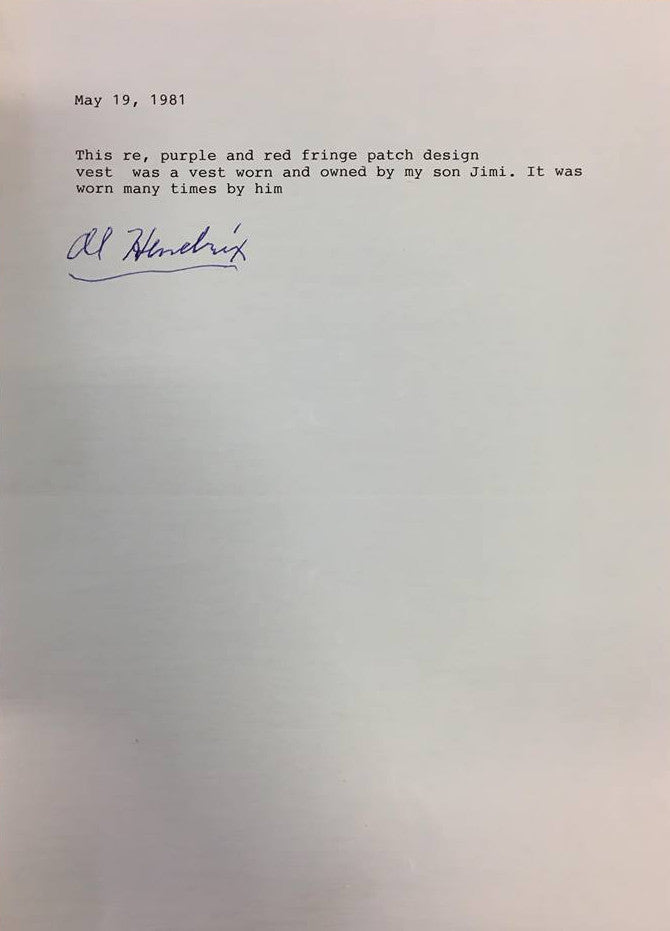 May 19, 1981
This re, purple and red fringe patch design
vest  was a vest worn and owned by my son Jimi. It was
worn many times by him
Al Hendrix